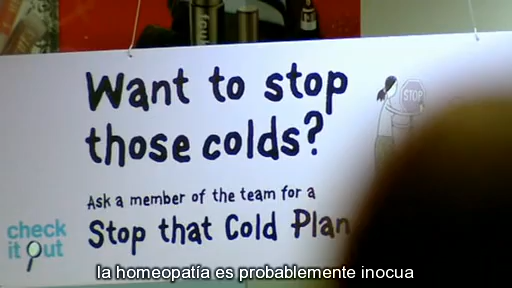 Want to stop
those colds?
STOP
Ask a member of the team for a
Stop that Cold Plan
check
it out
la homeopatía es probablemente inocua